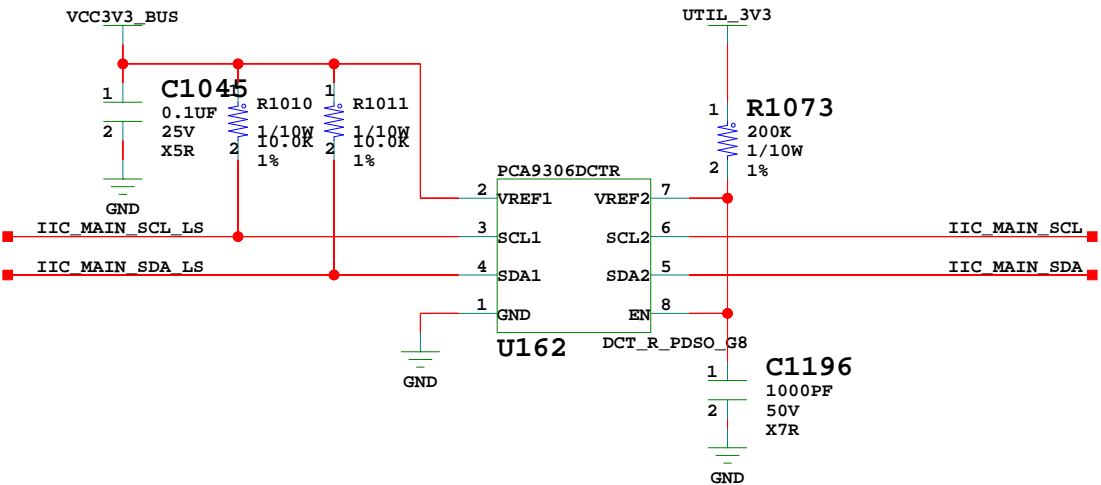 VCC3V3_BUS
UTIL_3V3
1
C1045
0.1UF
25V
X5R
2
GND
1
R1010
1/10W
10.0K
1%
2
1
R1011
1/10W
10.0K
1%
2
1
R1073
200K
1/10W
1%
2
PCA9306DCTR
2
VREF1
VREF2
7
IIC_MAIN_SCL_LS
3
SCL1
SCL2
6
IIC_MAIN_SCL
IIC_MAIN_SDA_LS
4
SDA1
SDA2
5
IIC_MAIN_SDA
1
GND
EN
8
U162
DCT_R_PDSO_G8
GND
1
C1196
1000PF
50V
X7R
2
GND